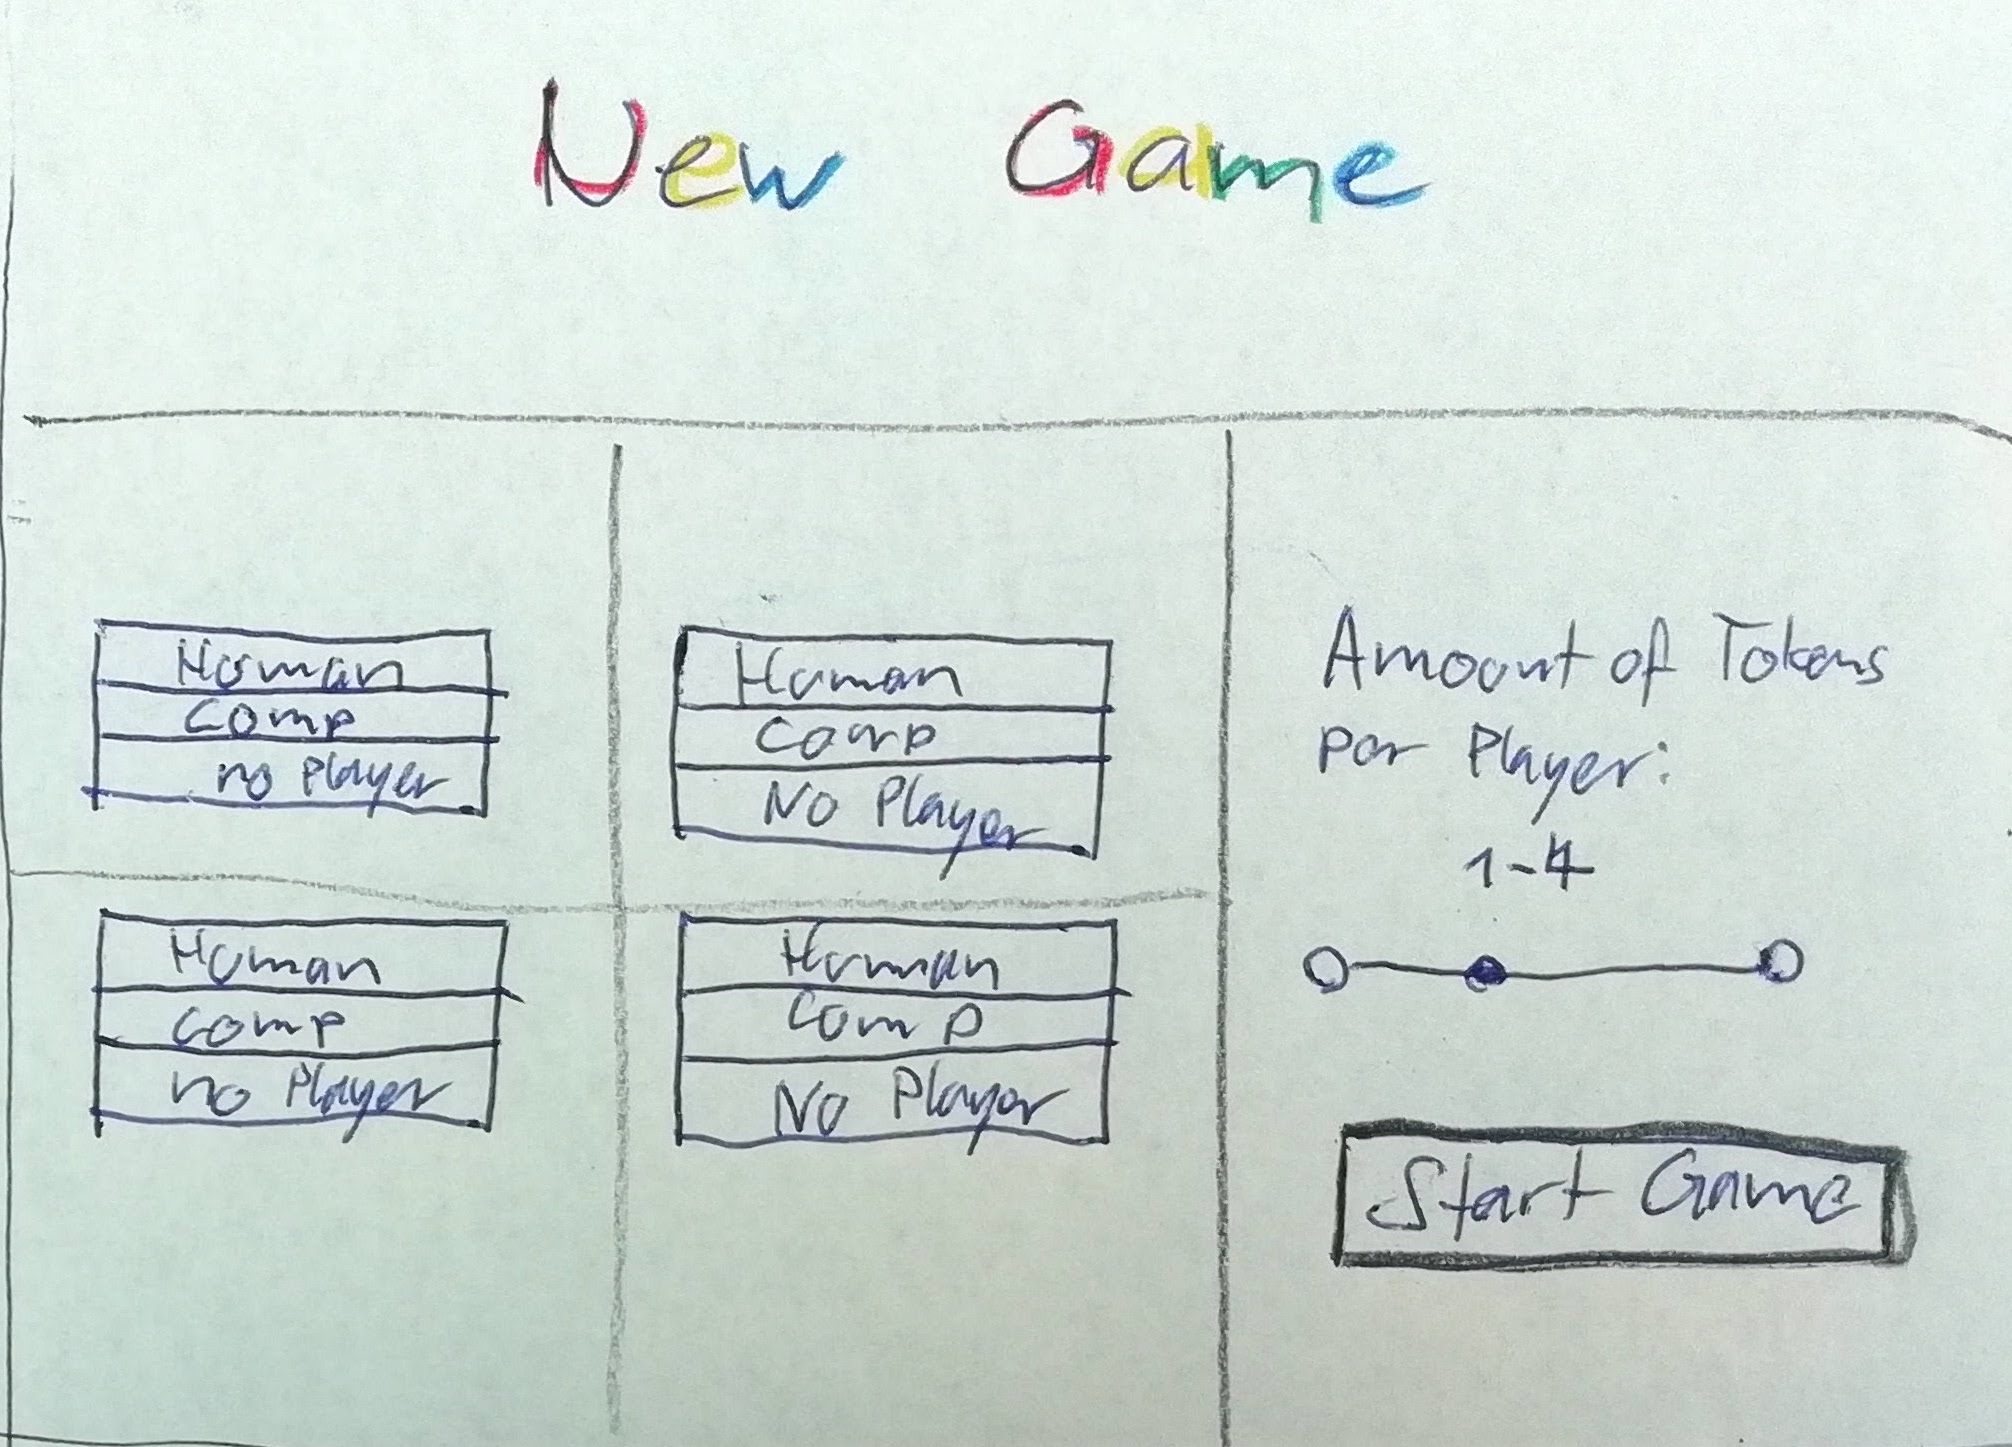 New Game
Human
Comp
no Player
Human
Comp
No Player
Human
Comp
no Player
Human
Comp
No Player
Amount of Tokens
per Player:
1-4
Start Game